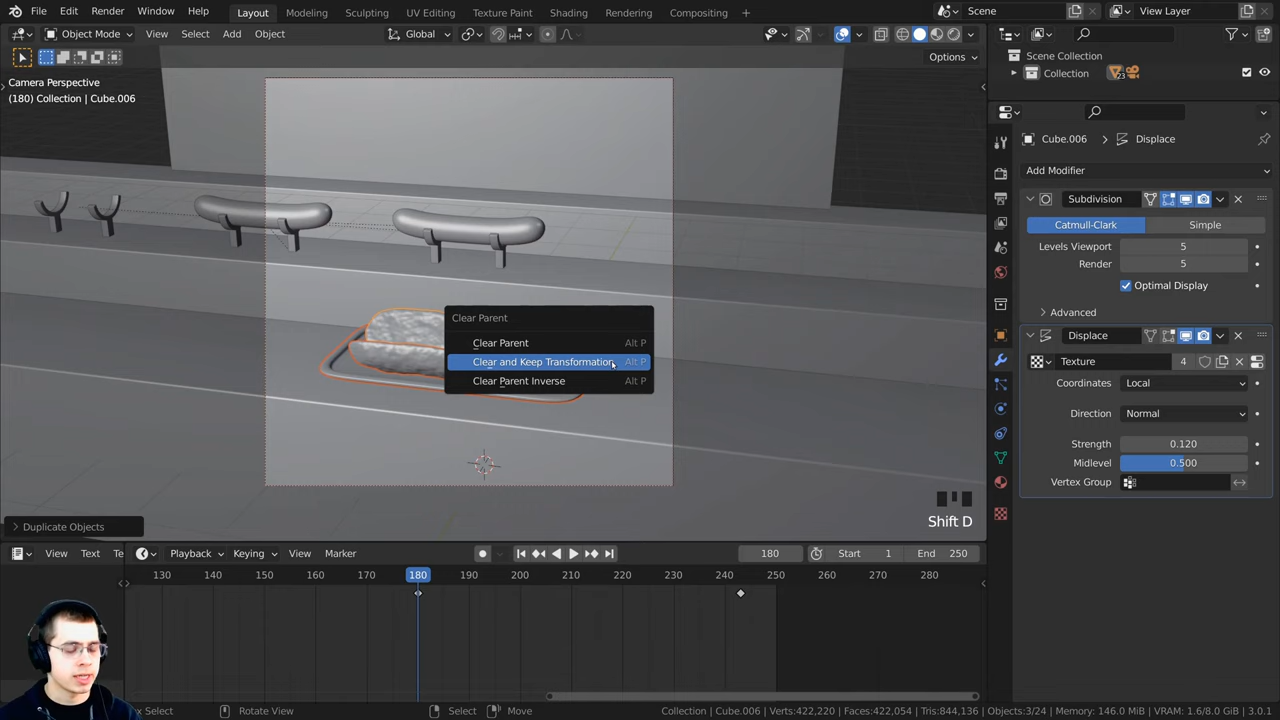 File Edit Render Window Help
Layout Modeling Sculpting UV Editing Texture Paint Shading Rendering Compositing +
Scene
View Layer
Object Mode
View Select Add Object
Global
Options
Camera Perspective
(180) Collection | Cube.006
Scene Collection
Collection
23
Cube.006 > Displace
Add Modifier
Subdivision
Catmull-Clark Simple
Levels Viewport 5
Render 5
Optimal Display
Advanced
Displace
Texture 4
Coordinates Local
Direction Normal
Strength 0.120
Midlevel 0.500
Vertex Group
Clear Parent
Clear Parent Alt P
Clear and Keep Transformation Alt P
Clear Parent Inverse Alt P
Shift D
Duplicate Objects
View Text Te
Playback Keying View Marker
180
Start 1
End 250
130 140 150 160 170 180 190 200 210 220 230 240 250 260 270 280
x Select
Rotate View
Select
Move
Collection | Cube.006 | Verts:422,220 | Faces:422,054 | Tris:844,136 | Objects:3/24 | Memory: 146.0 MiB | VRAM: 1.6/8.0 GiB | 3.0.1